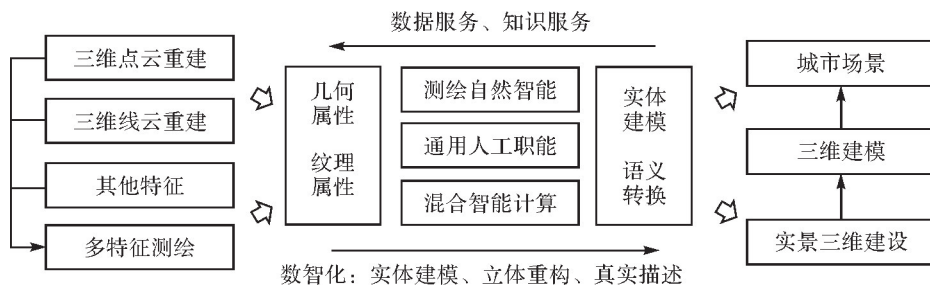 数据服务、知识服务
三维点云重建
三维线云重建
其他特征
多特征测绘
几何
属性
纹理
属性
测绘自然智能
通用人工职能
混合智能计算
实体
建模
语义
转换
城市场景
三维建模
实景三维建设
数智化：实体建模、立体重构、真实描述